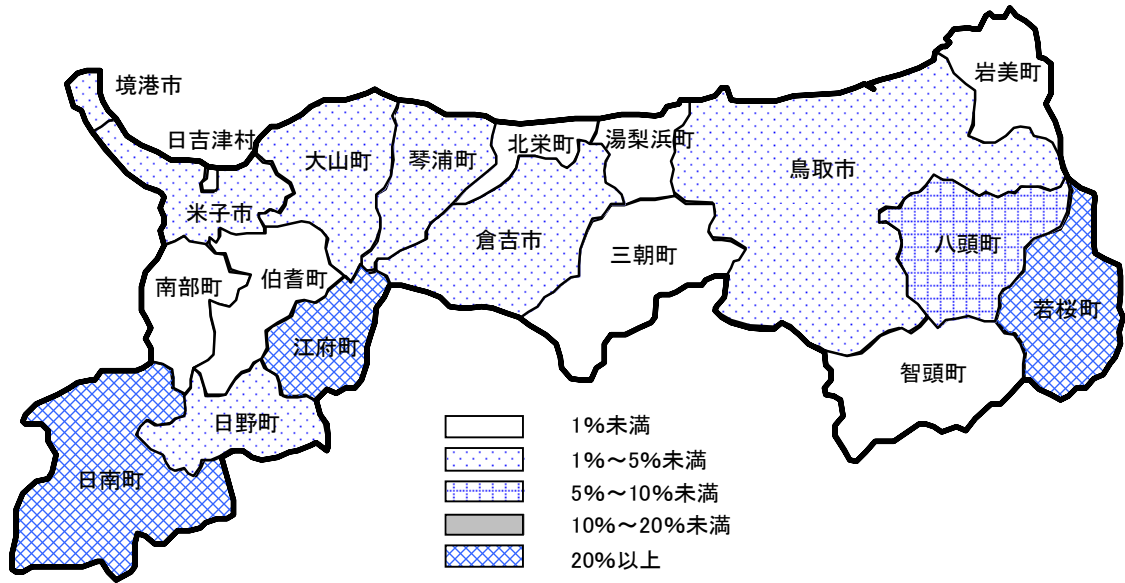 岩美町
境港市
日吉津村
大山町
琴浦町
北栄町
湯梨浜町
鳥取市
米子市
倉吉市
三朝町
八頭町
南部町
伯耆町
江府町
若桜町
智頭町
日野町
日南町
1%未満
1%～5%未満
5%～10%未満
10%～20%未満
20%以上